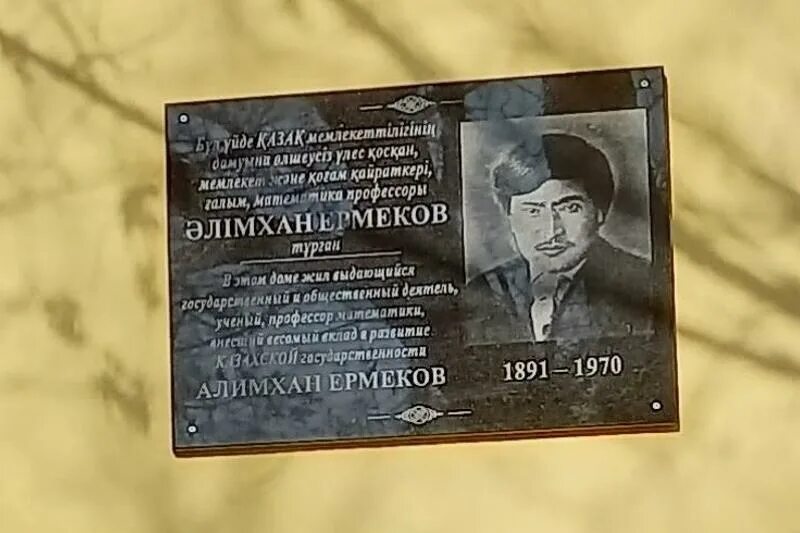 Бұл үйде ҚАЗАҚ мемлекеттілігінің
дамуына өлшеусіз үлес қосқан,
мемлекет және қоғам қайраткері,
ғалым, математика профессоры
ӘЛІМХАН ЕРМЕКОВ
тұрған
В этом доме жил выдающийся
государственный и общественный деятель,
ученый, профессор математики,
внесший весомый вклад в развитие
КАЗАХСКОЙ государственности
АЛИМХАН ЕРМЕКОВ
1891 – 1970